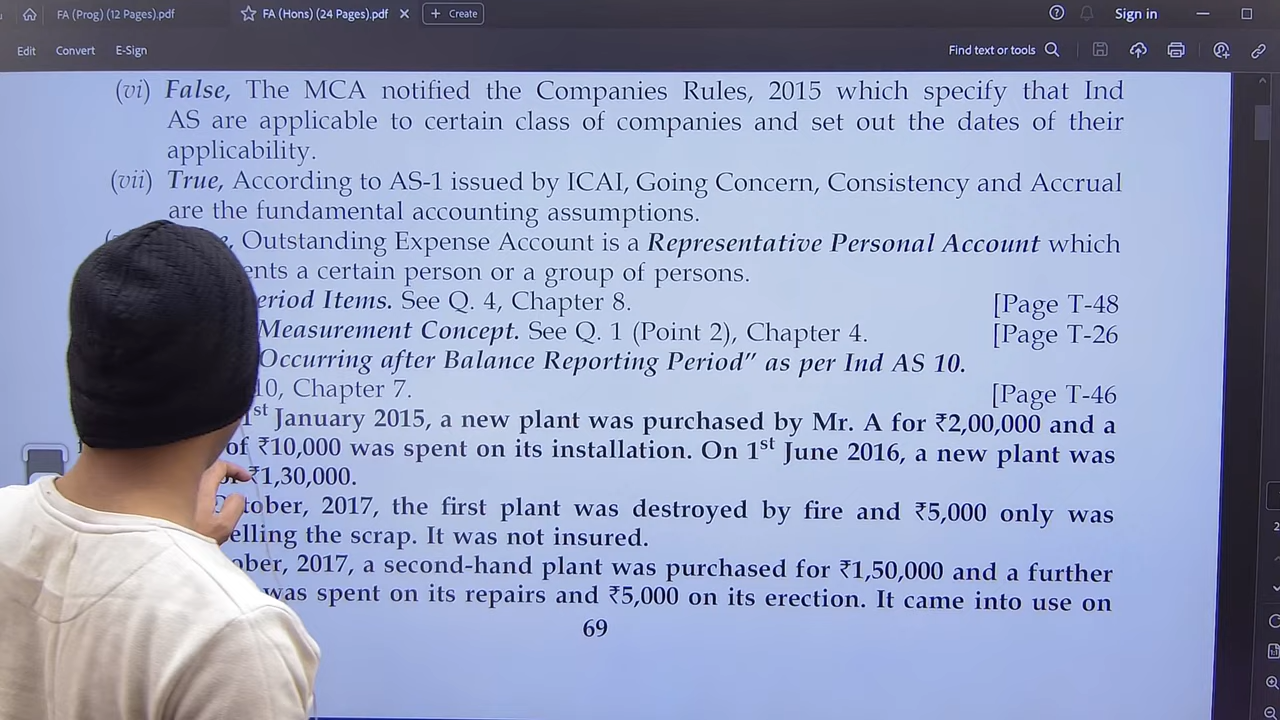 FA (Prog) (12 Pages).pdf
FA (Hons) (24 Pages).pdf
Create
Sign in
Edit
Convert
E-Sign
Find text or tools
(vi) False, The MCA notified the Companies Rules, 2015 which specify that Ind
AS are applicable to certain class of companies and set out the dates of their
applicability.
(vii) True, According to AS-1 issued by ICAI, Going Concern, Consistency and Accrual
are the fundamental accounting assumptions.
Outstanding Expense Account is a Representative Personal Account which
a certain person or a group of persons.
Items. See Q. 4, Chapter 8. [Page T-48
Measurement Concept. See Q. 1 (Point 2), Chapter 4. [Page T-26
Occurring after Balance Reporting Period" as per Ind AS 10.
10, Chapter 7. [Page T-46
1st January 2015, a new plant was purchased by Mr. A for ₹2,00,000 and a
of ₹10,000 was spent on its installation. On 1st June 2016, a new plant was
₹1,30,000.
2017, the first plant was destroyed by fire and ₹5,000 only was
the scrap. It was not insured.
2017, a second-hand plant was purchased for ₹1,50,000 and a further
was spent on its repairs and ₹5,000 on its erection. It came into use on
69